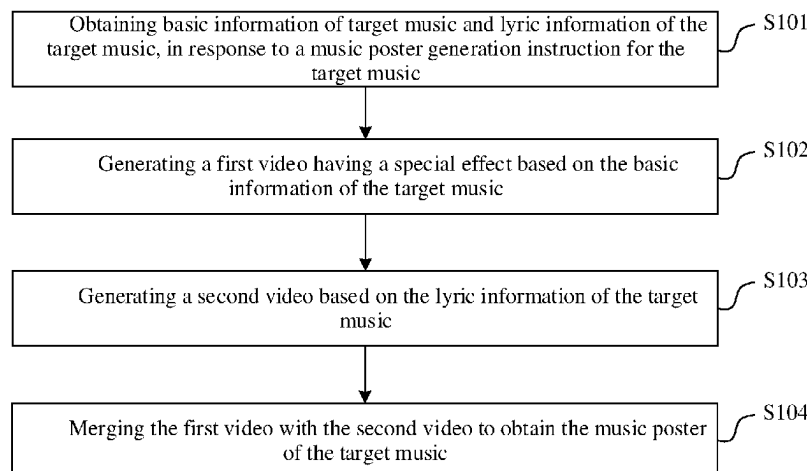 Obtaining basic information of target music and lyric information of the
target music, in response to a music poster generation instruction for the
target music
S101
Generating a first video having a special effect based on the basic
information of the target music
S102
Generating a second video based on the lyric information of the target
music
S103
Merging the first video with the second video to obtain the music poster
of the target music
S104